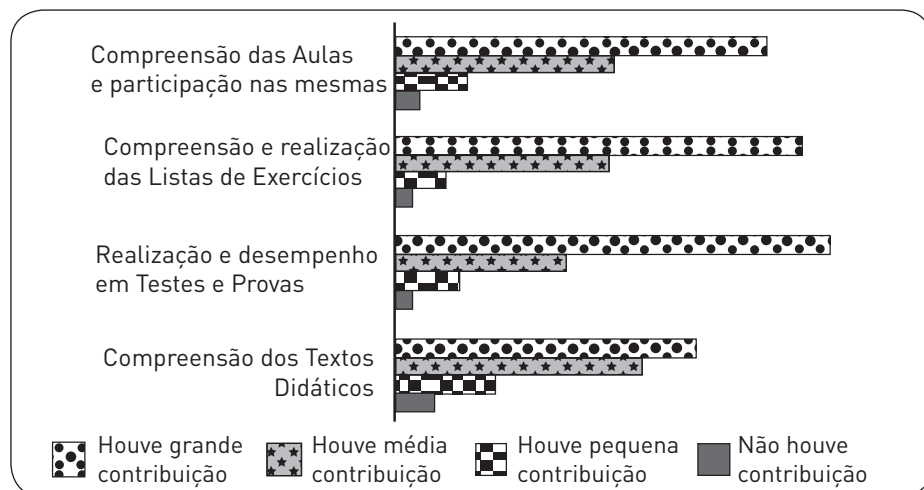 Compreensão das Aulas
e participação nas mesmas
Compreensão e realização
das Listas de Exercícios
Realização e desempenho
em Testes e Provas
Compreensão dos Textos
Didáticos
Houve grande
contribuição
Houve média
contribuição
Houve pequena
contribuição
Não houve
contribuição